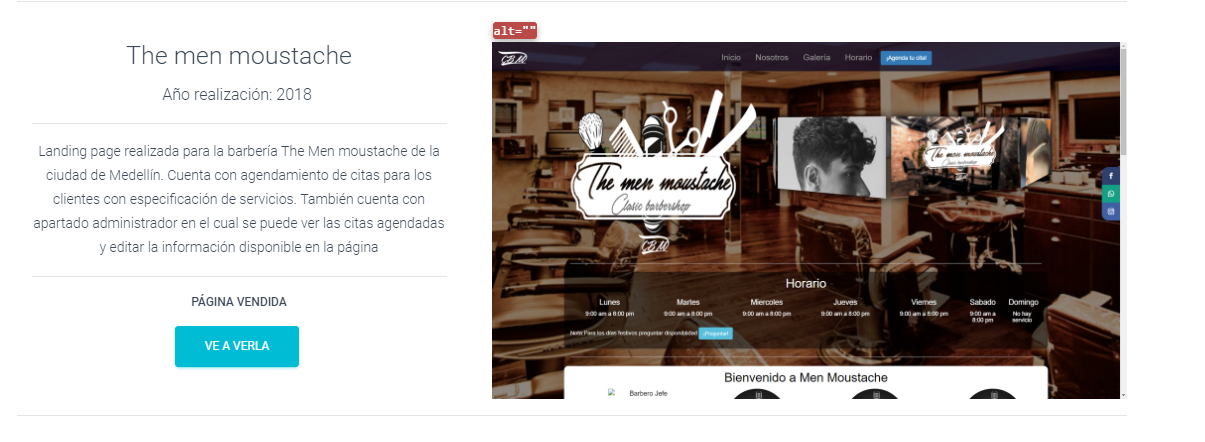 The men moustache
Año realización: 2018
Landing page realizada para la barbería The Men moustache de la
ciudad de Medellín. Cuenta con agendamiento de citas para los
clientes con especificación de servicios. También cuenta con
apartado administrador en el cual se puede ver las citas agendadas
y editar la información disponible en la página
PÁGINA VENDIDA
VE A VERLA
alt=""
CBM
Inicio Nosotros Galería Horario ¡Agenda tu cita!
The men moustache
Clasic barbershop
CBM
The men moustache
Horario
Lunes Martes Miercoles Jueves Viernes Sabado Domingo
9:00 am a 8:00 pm 9:00 am a 8:00 pm 9:00 am a 8:00 pm 9:00 am a 8:00 pm 9:00 am a 8:00 pm 9:00 am a 8:00 pm No hay servicio
Nota! Para los días festivos preguntar disponiblidad! ¡Preguntar!
Bienvenido a Men Moustache
Barbero Jefe